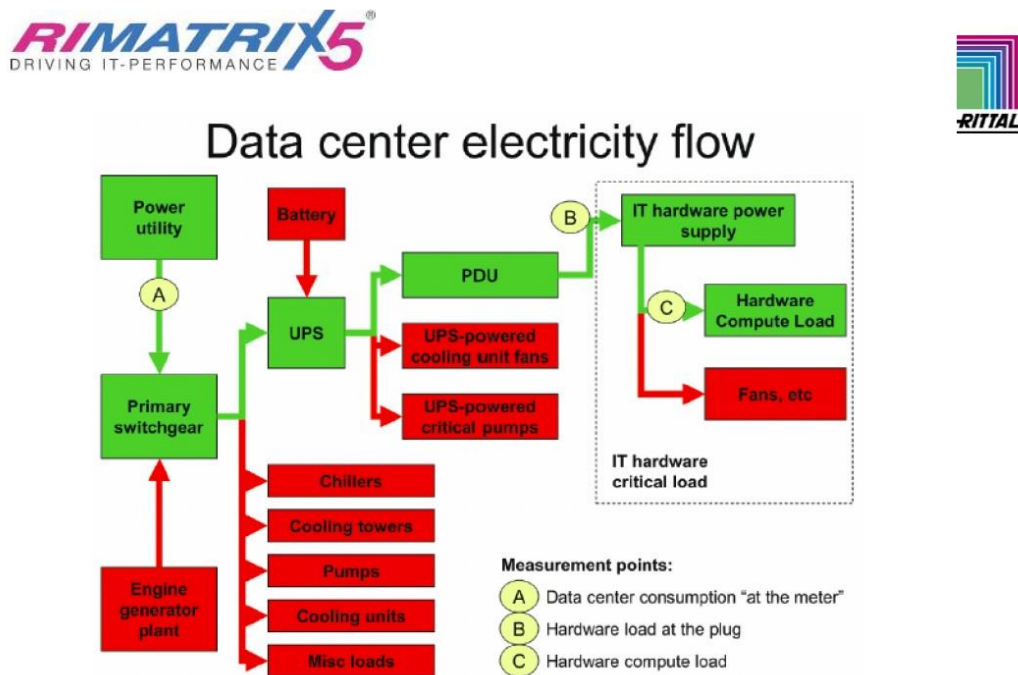 RIMATRIX5®
DRIVING IT-PERFORMANCE
RITTAL
Data center electricity flow
Power
utility
A
Primary
switchgear
Engine
generator
plant
Battery
UPS
Chillers
Cooling towers
Pumps
Cooling units
Misc loads
PDU
UPS-powered
cooling unit fans
UPS-powered
critical pumps
B
IT hardware power
supply
C
Hardware
Compute Load
Fans, etc
IT hardware
critical load
Measurement points:
A Data center consumption “at the meter”
B Hardware load at the plug
C Hardware compute load